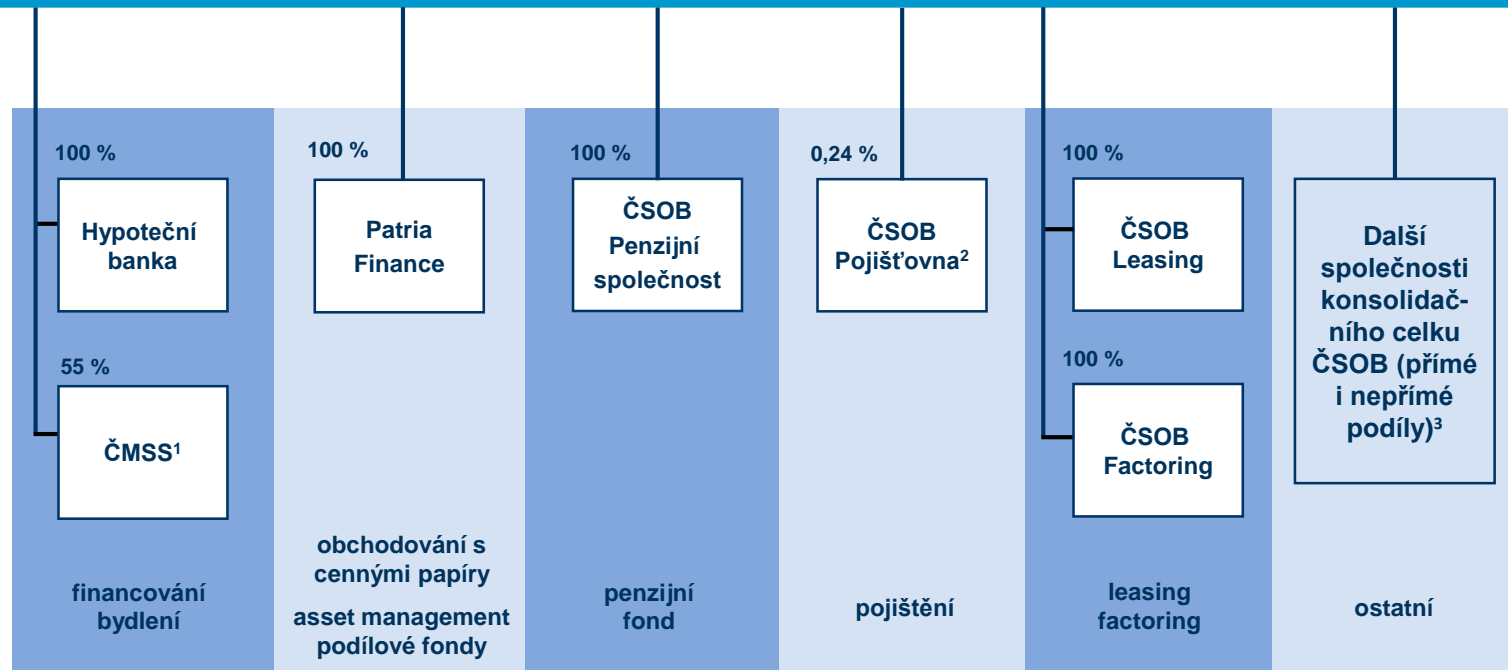 100 %
Hypoteční
banka
55 %
ČMSS¹
financování
bydlení
100 %
Patria
Finance
obchodování s
cennými papíry
asset management
podílové fondy
100 %
ČSOB
Penzijní
společnost
penzijní
fond
0,24 %
ČSOB
Pojišťovna²
pojištění
100 %
ČSOB
Leasing
100 %
ČSOB
Factoring
leasing
factoring
Další
společnosti
konsolidač-
ního celku
ČSOB (přímé
i nepřímé
podíly)³
ostatní